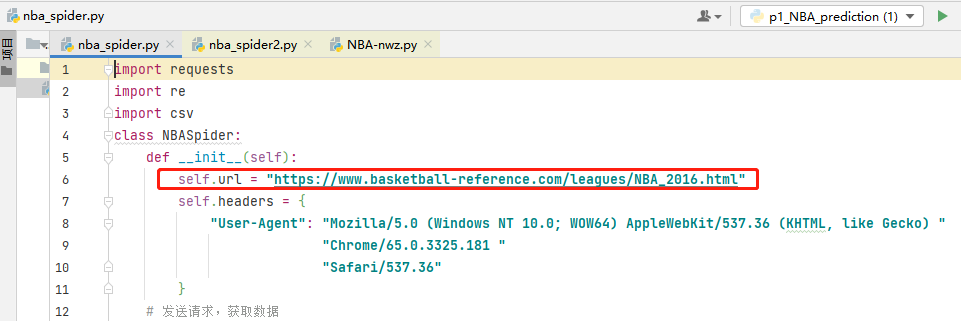 nba_spider.py
p1_NBA_prediction (1)
项目
nba_spider.py nba_spider2.py NBA-nwz.py
1 import requests
2 import re
3 import csv
4 class NBASpider:
5 def __init__(self):
6 self.url = "https://www.basketball-reference.com/leagues/NBA_2016.html"
7 self.headers = {
8 "User-Agent": "Mozilla/5.0 (Windows NT 10.0; WOW64) AppleWebKit/537.36 (KHTML, like Gecko) "
9 "Chrome/65.0.3325.181 "
10 "Safari/537.36"
11 }
12 # 发送请求，获取数据